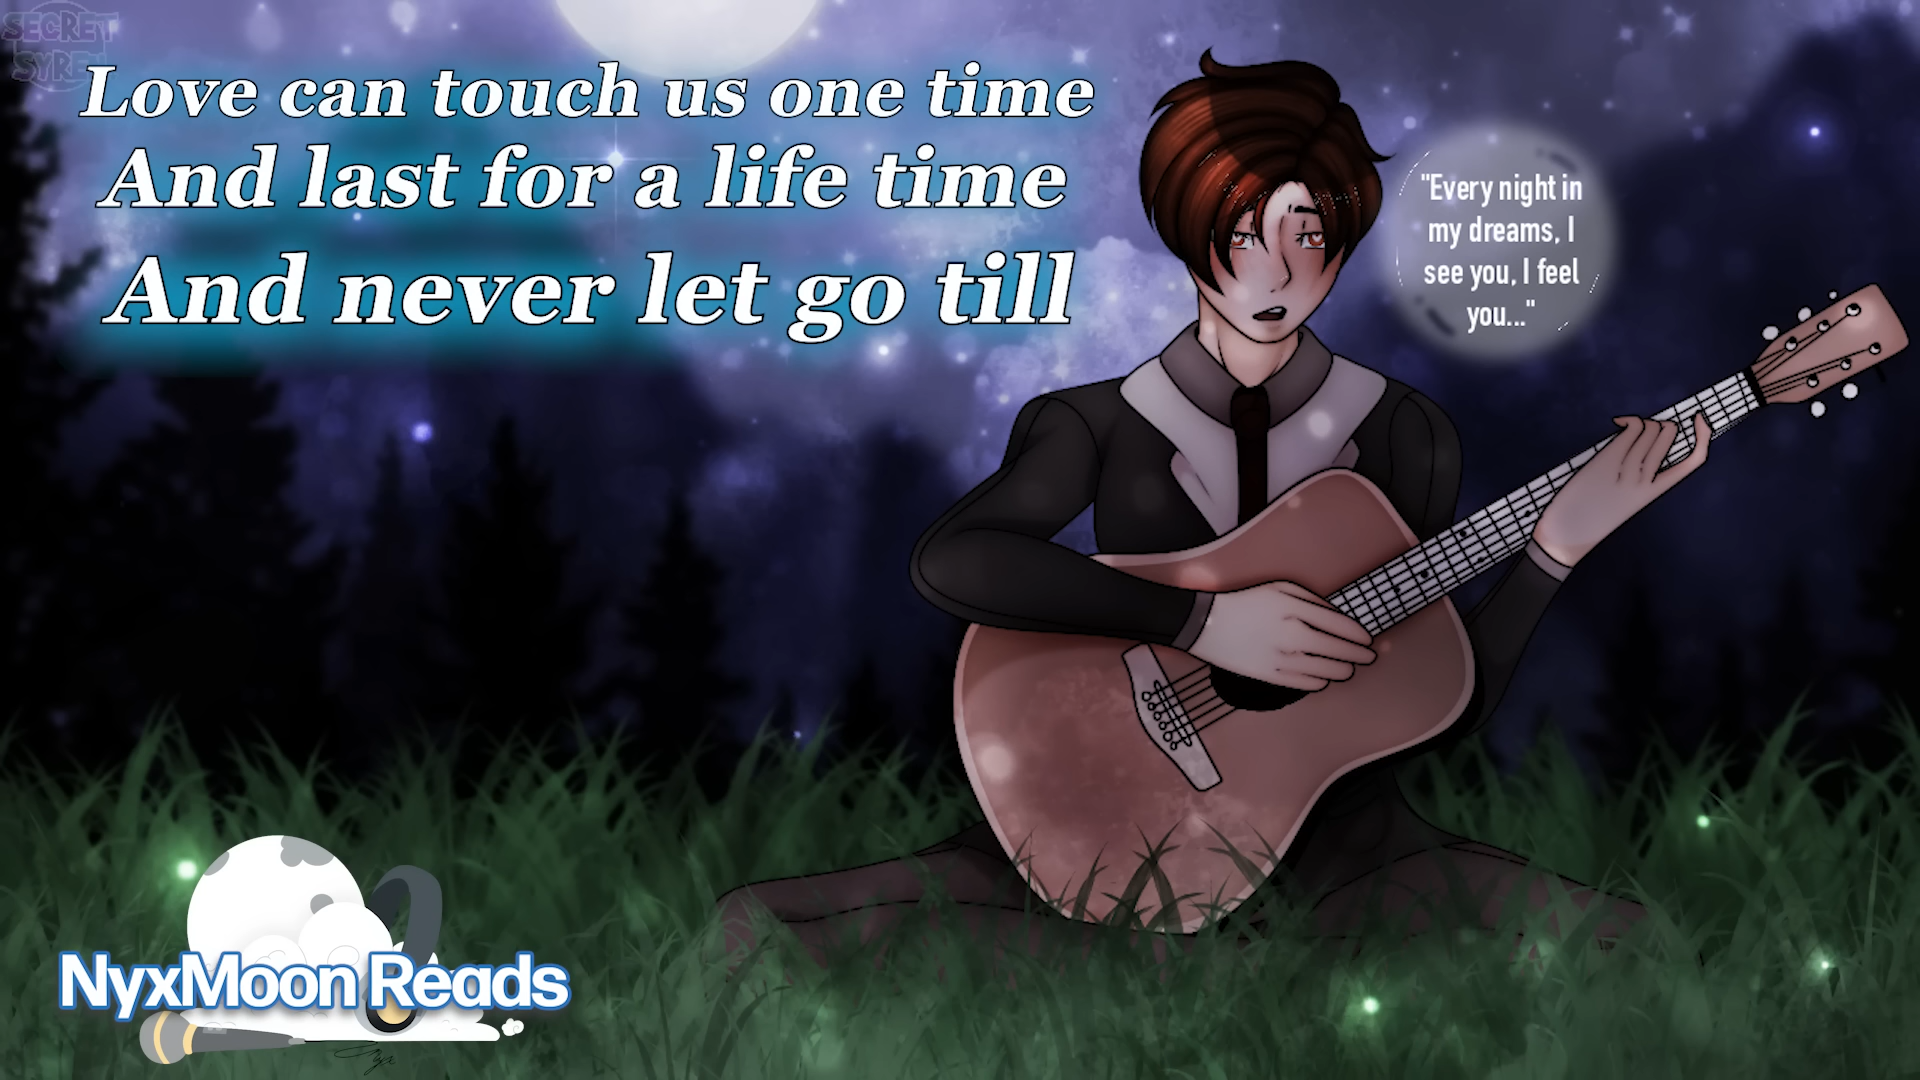 SECRET
SYREN
Love can touch us one time
And last for a life time
And never let go till
"Every night in
my dreams, I
see you, I feel
you..."
NyxMoon Reads